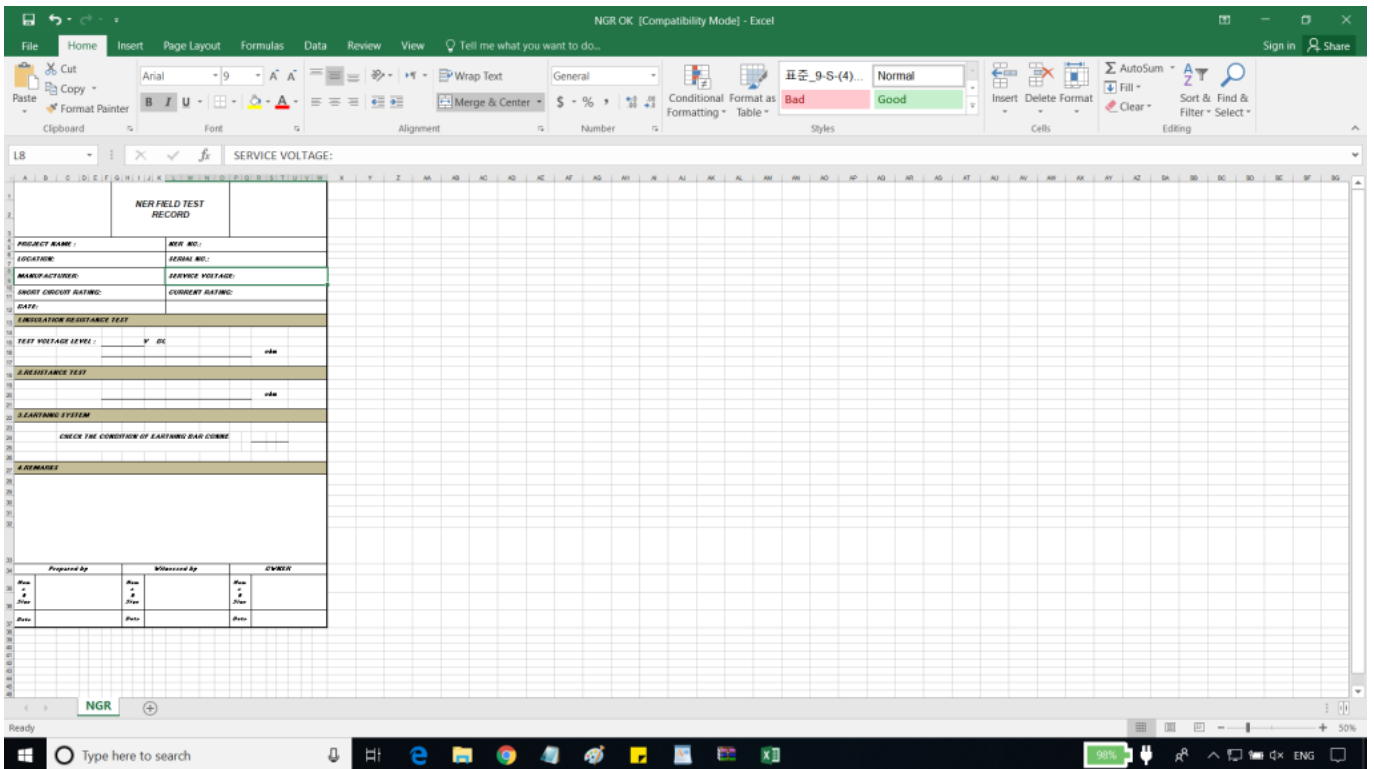 NGR OK [Compatibility Mode] - Excel
File Home Insert Page Layout Formulas Data Review View Tell me what you want to do... Sign in Share
Cut
Copy
Format Painter
Paste
Clipboard
Arial 9
B I U
Font
Wrap Text
Merge & Center
Alignment
General
$ % ,
Number
Conditional Formatting
Format as Table
표준_9-S-(4)... Normal
Bad Good
Styles
Insert Delete Format
Cells
AutoSum
Fill
Clear
Sort & Filter
Find & Select
Editing
L8 fx SERVICE VOLTAGE:
NER FIELD TEST
RECORD
PROJECT NAME : NER NO.:
LOCATION: SERIAL NO.:
MANUFACTURER: SERVICE VOLTAGE:
SHORT CIRCUIT RATING: CURRENT RATING:
DATE:
1.INSULATION RESISTANCE TEST
TEST VOLTAGE LEVEL : V DC
ohm
2.RESISTANCE TEST
ohm
3.EARTHING SYSTEM
CHECK THE CONDITION OF EARTHING BAR CONNE
4.REMARKS
Prepared by Witnessed by OWNER
Date Date Date
NGR
Ready 50%
Type here to search 98% ENG